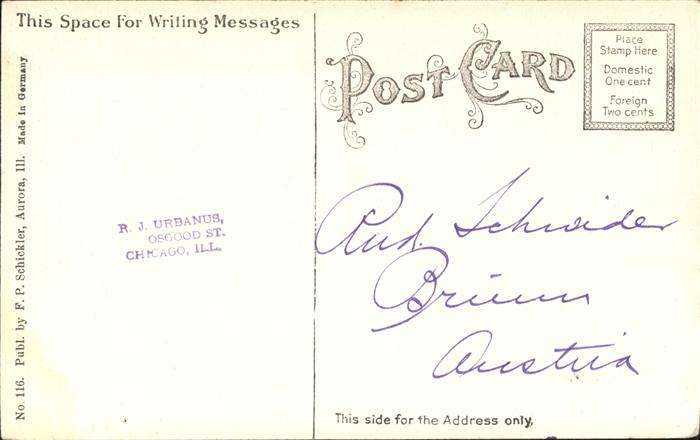 This Space For Writing Messages
No. 116. Publ. by F. P. Schickler, Aurora, Ill. Made in Germany
R. J. URBANUS,
OSGOOD ST.
CHICAGO, ILL.
POST CARD
Place
Stamp Here
Domestic
One cent
Foreign
Two cents
Rud. Schneider
Brünn
Austria
This side for the Address only,